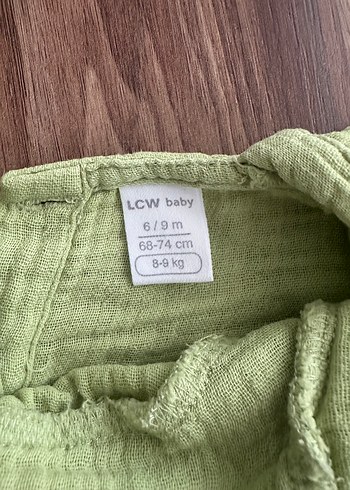 LCW baby
6 / 9 m
68-74 cm
8-9 kg